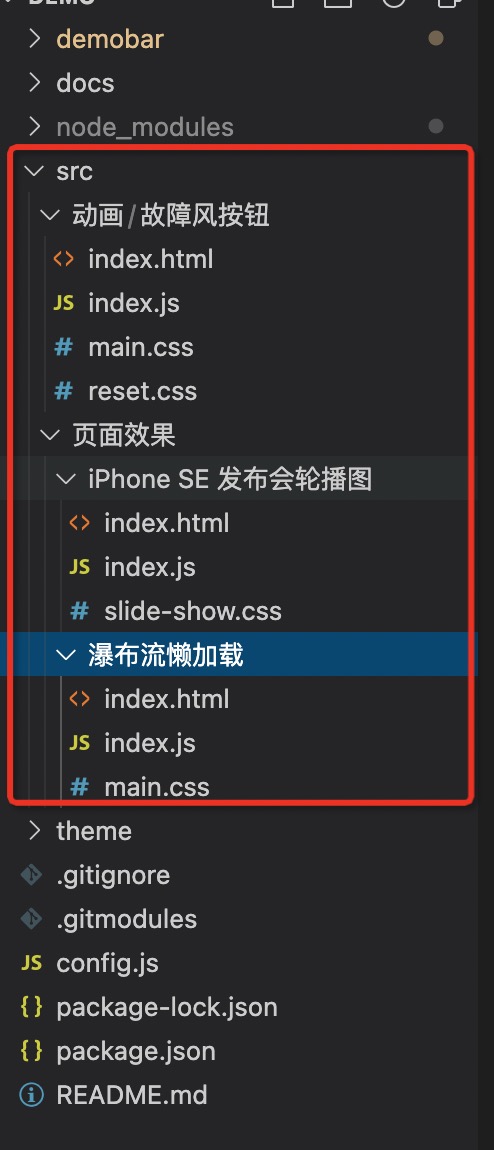 DEMO
demobar
docs
node_modules
src
动画/故障风按钮
<> index.html
JS index.js
# main.css
# reset.css
页面效果
iPhone SE 发布会轮播图
<> index.html
JS index.js
# slide-show.css
瀑布流懒加载
<> index.html
JS index.js
# main.css
theme
.gitignore
.gitmodules
JS config.js
{} package-lock.json
{} package.json
README.md